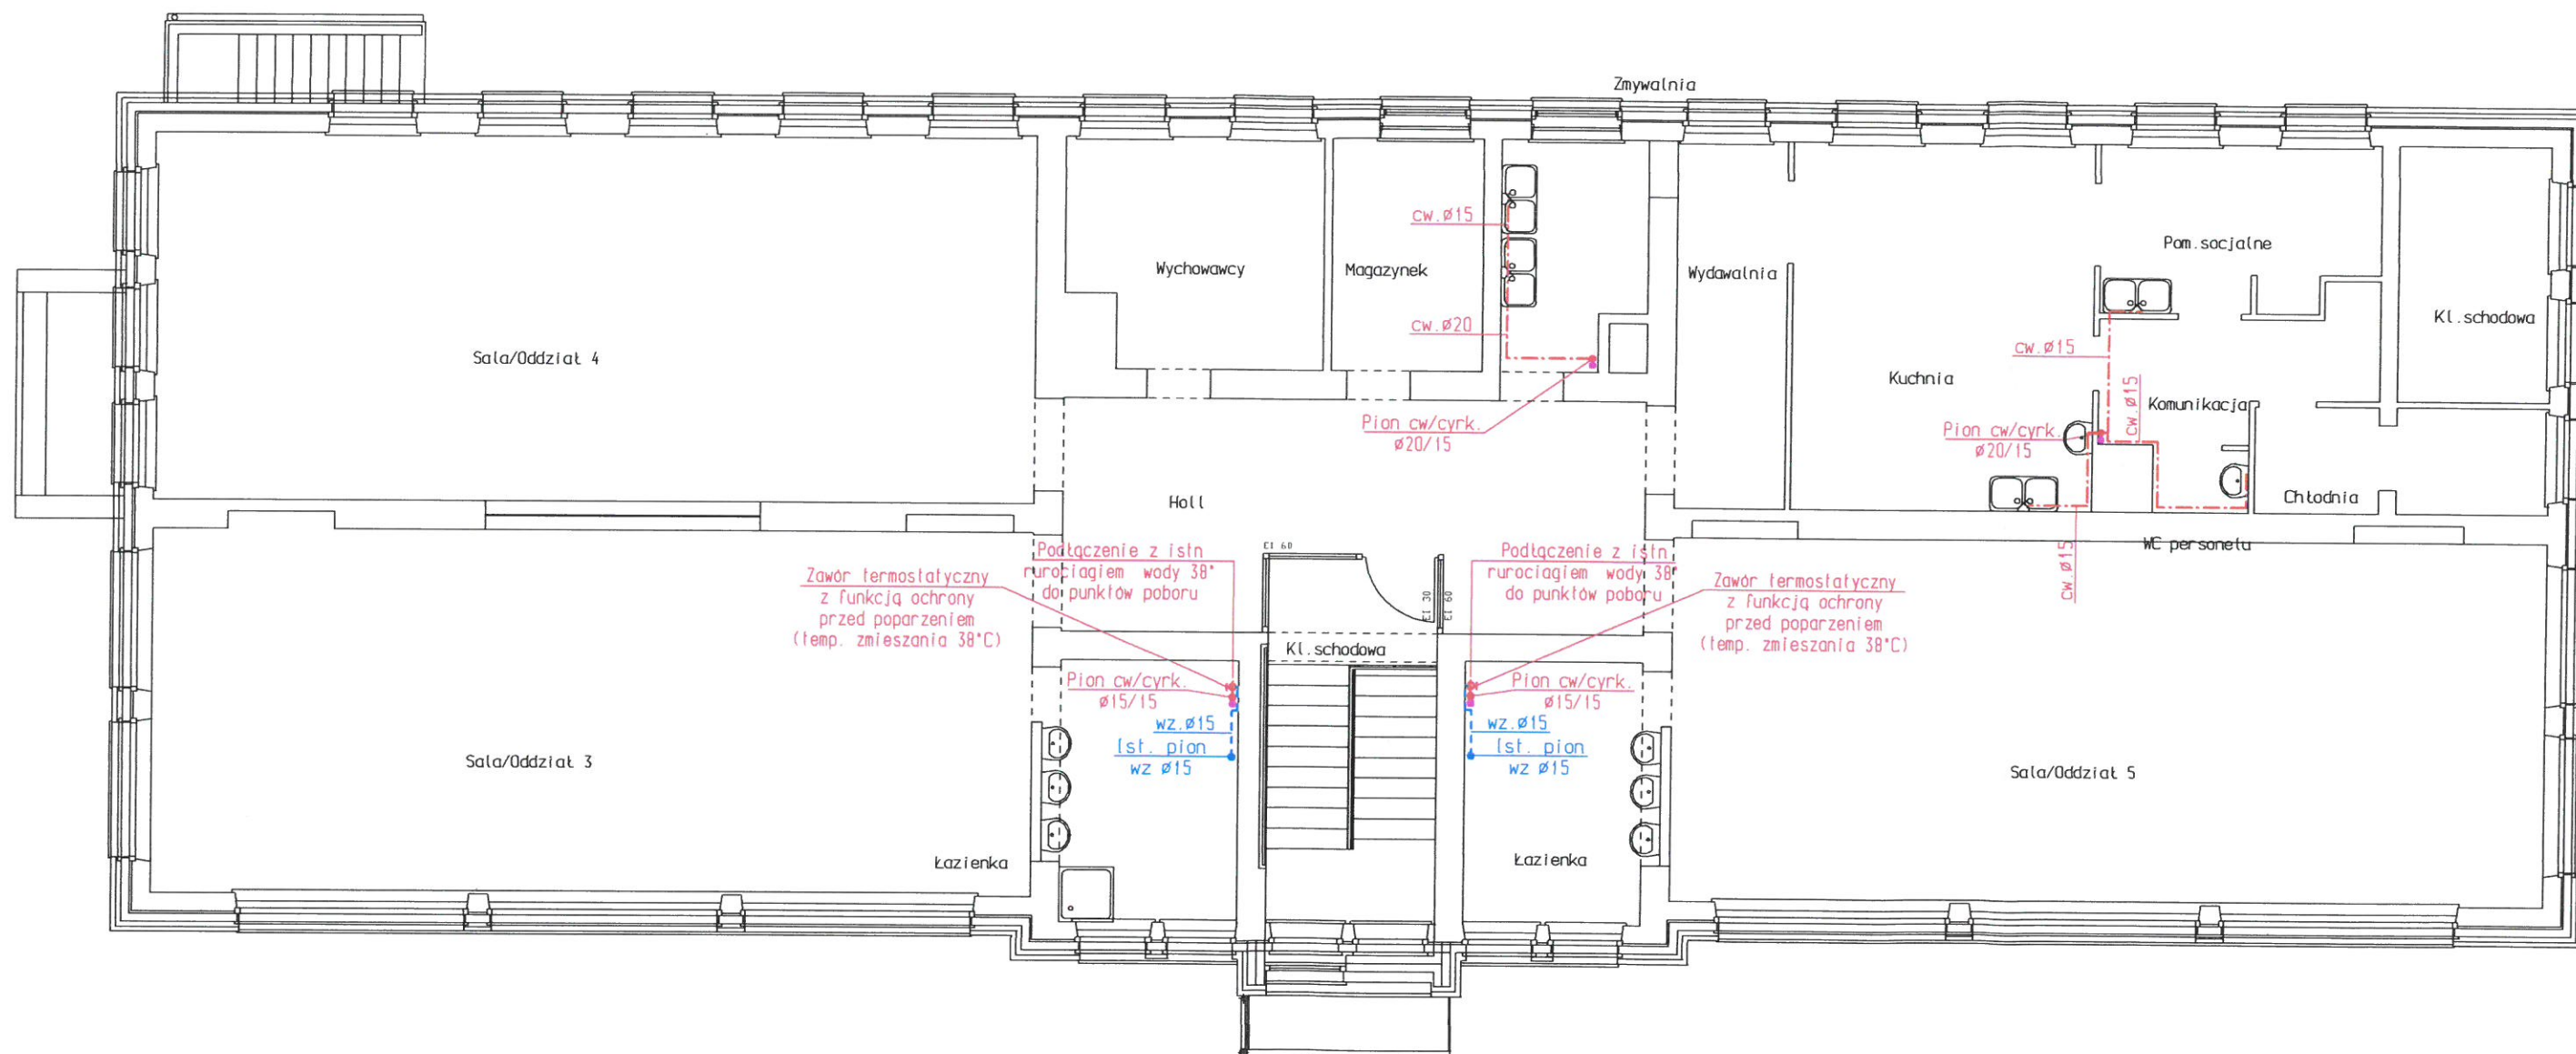 Zmywalnia
cw.ø15
Wychowawcy
Magazynek
Wydawalnia
Pom.socjalne
Kl.schodowa
cw.ø20
Sala/Oddział 4
cw.ø15
Kuchnia
cw.ø15
Komunikacja
Pion cw/cyrk.
ø20/15
Pion cw/cyrk.
ø20/15
Holl
Chłodnia
WC personelu
cw.ø15
EI 60
EI 30
EI 60
Podłączenie z istn
rurociągiem wody 38°
do punktów poboru
Zawór termostatyczny
z funkcją ochrony
przed poparzeniem
(temp. zmieszania 38°C)
Podłączenie z istn
rurociągiem wody 38°
do punktów poboru
Zawór termostatyczny
z funkcją ochrony
przed poparzeniem
(temp. zmieszania 38°C)
Kl.schodowa
Pion cw/cyrk.
ø15/15
wz.ø15
Ist. pion
wz ø15
Pion cw/cyrk.
ø15/15
wz.ø15
Ist. pion
wz ø15
Sala/Oddział 3
Sala/Oddział 5
Łazienka
Łazienka